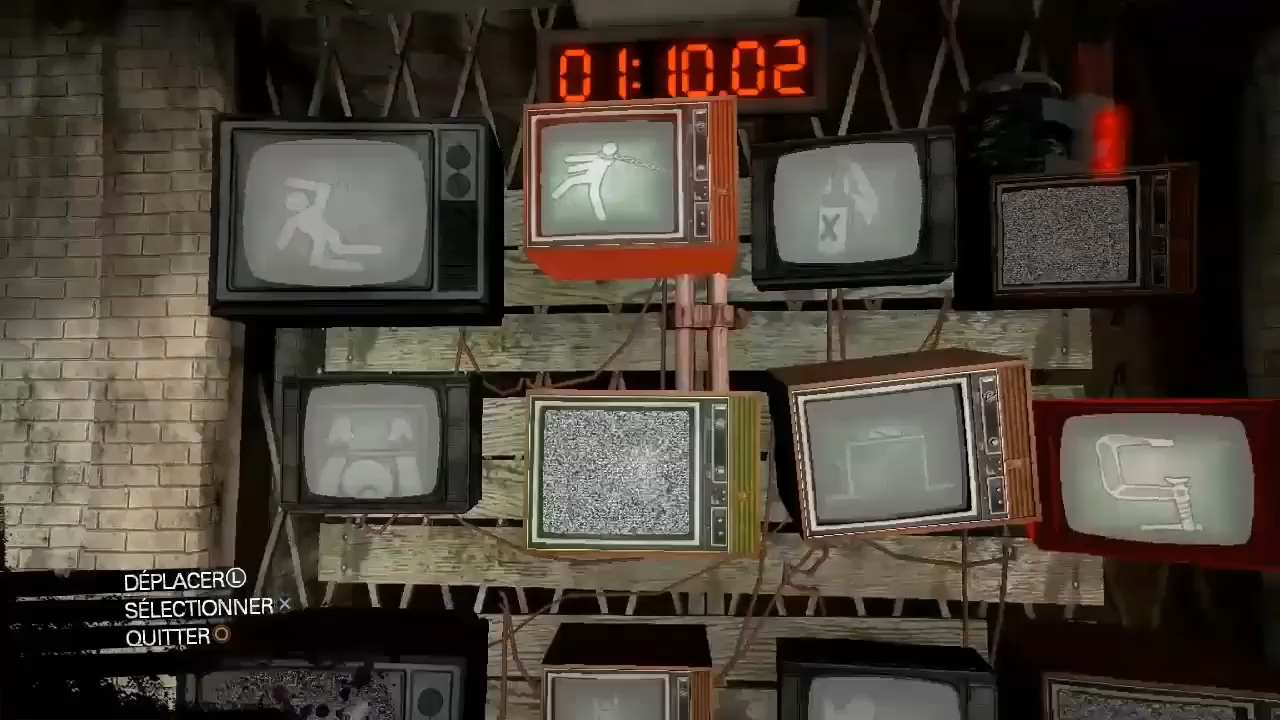 01:10.02
X
DÉPLACER L
SÉLECTIONNER X
QUITTER O